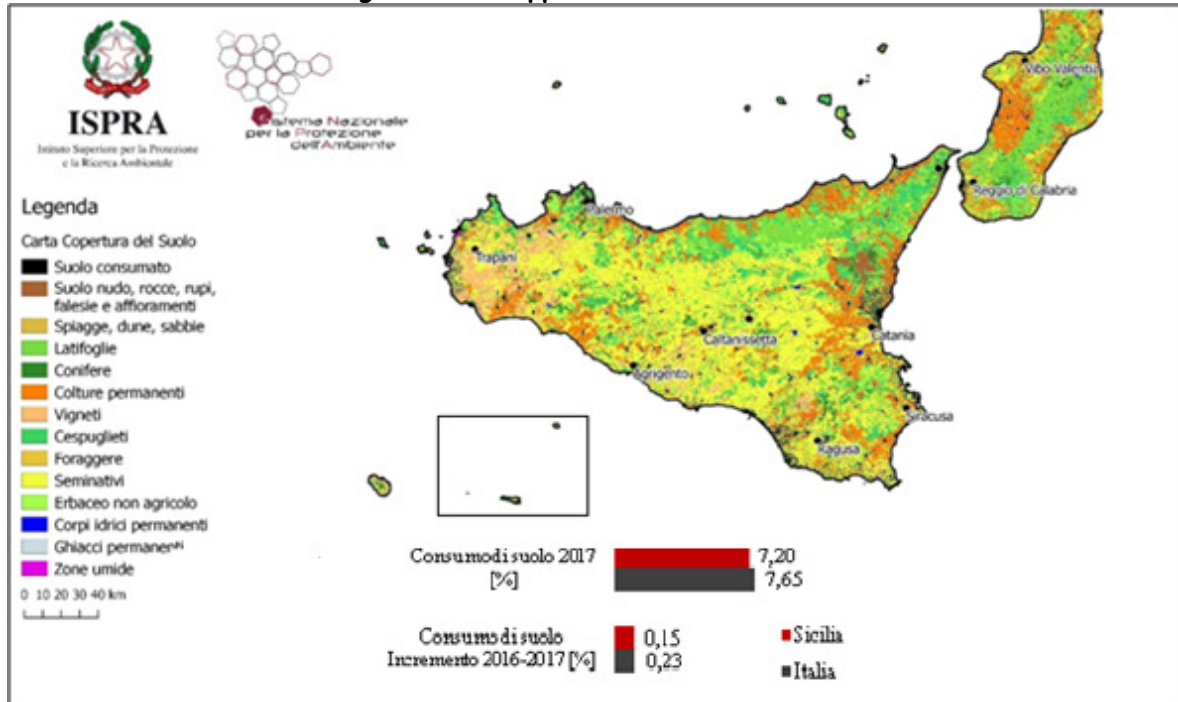 ISPRA
Istituto Superiore per la Protezione
e la Ricerca Ambientale
Sistema Nazionale
per la Protezione
dell'Ambiente
Legenda
Carta Copertura del Suolo
Suolo consumato
Suolo nudo, rocce, rupi,
falesie e affioramenti
Spiagge, dune, sabbie
Latifoglie
Conifere
Colture permanenti
Vigneti
Cespuglieti
Foraggere
Seminativi
Erbaceo non agricolo
Corpi idrici permanenti
Ghiacci permanenti
Zone umide
0 10 20 30 40 km
Vibo Valentia
Reggio di Calabria
Palermo
Trapani
Caltanissetta
Catania
Agrigento
Siracusa
Ragusa
Consumodi suolo 2017
[%]
7,20
7,65
Consumo di suolo
Incremento 2016-2017 [%]
0,15
0,23
Sicilia
Italia